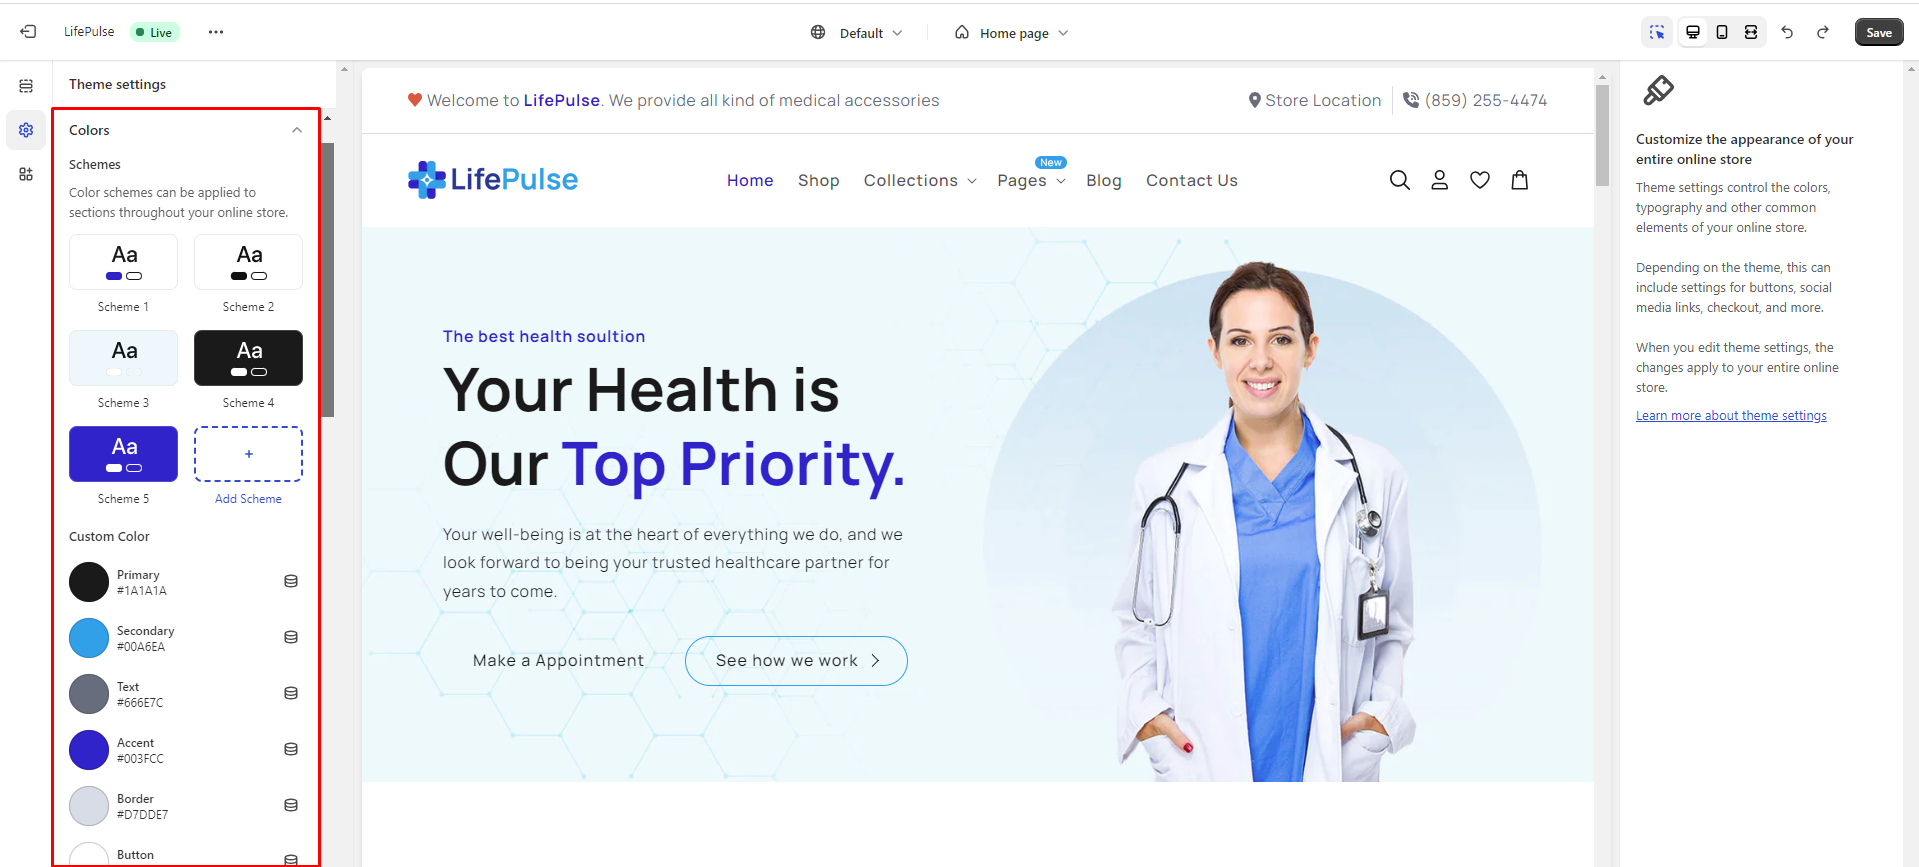 LifePulse
Live
Default
Home page
Save
Theme settings
Colors
Schemes
Color schemes can be applied to
sections throughout your online store.
Aa
Scheme 1
Aa
Scheme 2
Aa
Scheme 3
Aa
Scheme 4
Aa
Scheme 5
+
Add Scheme
Custom Color
Primary
#1A1A1A
Secondary
#00A6EA
Text
#666E7C
Accent
#003FCC
Border
#D7DDE7
Button
Welcome to LifePulse. We provide all kind of medical accessories
Store Location
(859) 255-4474
LifePulse
Home
Shop
Collections
Pages
New
Blog
Contact Us
The best health soultion
Your Health is
Our Top Priority.
Your well-being is at the heart of everything we do, and we
look forward to being your trusted healthcare partner for
years to come.
Make a Appointment
See how we work
Customize the appearance of your
entire online store
Theme settings control the colors,
typography and other common
elements of your online store.
Depending on the theme, this can
include settings for buttons, social
media links, checkout, and more.
When you edit theme settings, the
changes apply to your entire online
store.
Learn more about theme settings